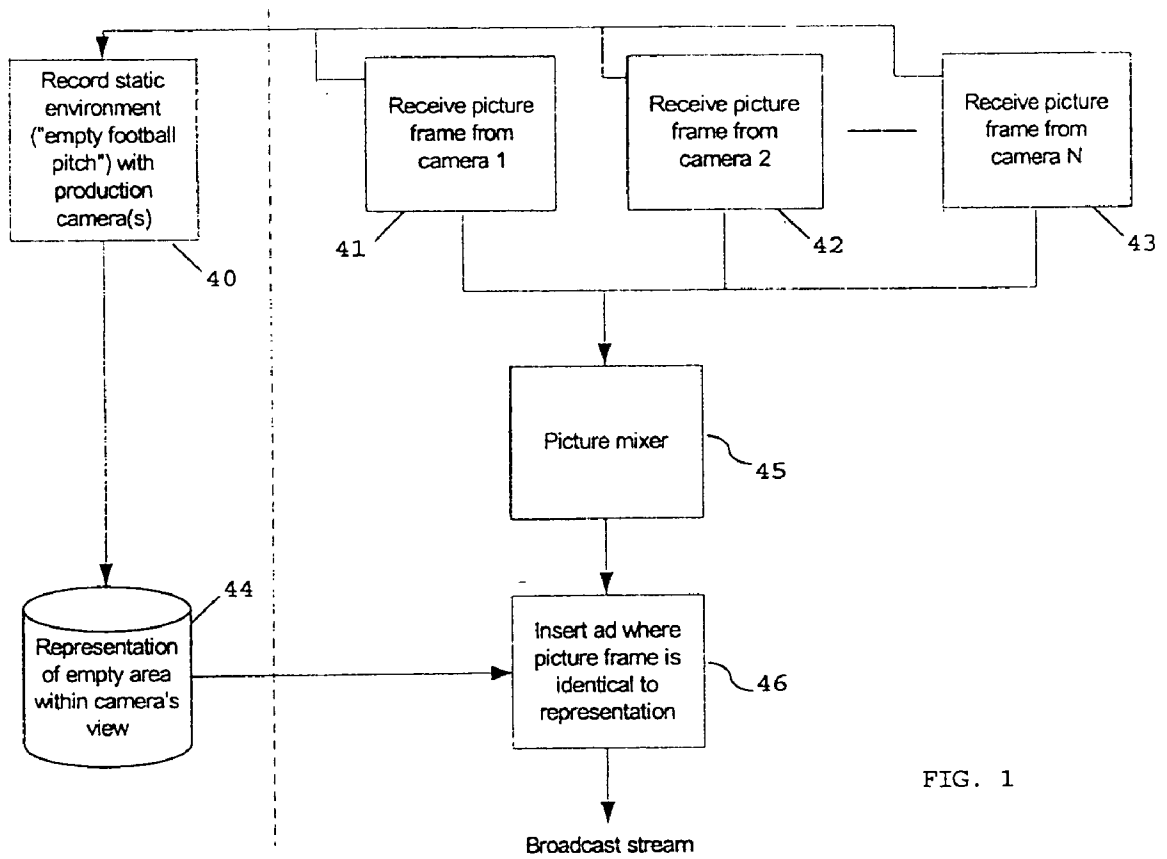 Record static
environment
("empty football
pitch") with
production
camera(s)
40
Receive picture
frame from
camera 1
41
Receive picture
frame from
camera 2
42
Receive picture
frame from
camera N
43
Picture mixer
45
44
Representation
of empty area
within camera's
view
Insert ad where
picture frame is
identical to
representation
46
FIG. 1
Broadcast stream